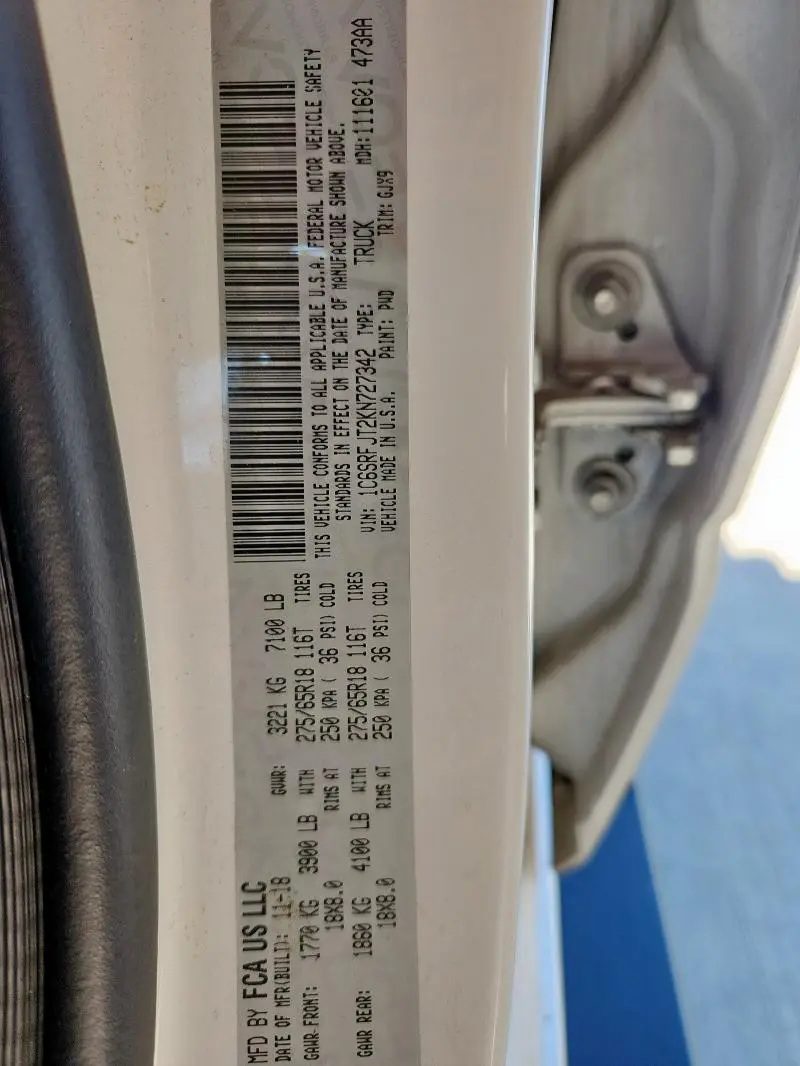 MFD BY FCA US LLC
DATE OF MFR(BUILT): 11-18 GVWR: 3221 KG 7100 LB
GAWR-FRONT: 1770 KG 3900 LB WITH 275/65R18 116T TIRES
18X8.0 RIMS AT 250 KPA ( 36 PSI) COLD
GAWR REAR: 1860 KG 4100 LB WITH 275/65R18 116T TIRES
18X8.0 RIMS AT 250 KPA ( 36 PSI) COLD
THIS VEHICLE CONFORMS TO ALL APPLICABLE U.S.A. FEDERAL MOTOR VEHICLE SAFETY
STANDARDS IN EFFECT ON THE DATE OF MANUFACTURE SHOWN ABOVE.
VIN: 1C6SRFJT2KN727342 TYPE: TRUCK MDH:111601 473AA
VEHICLE MADE IN U.S.A. PAINT: PWD TRIM: GJX9